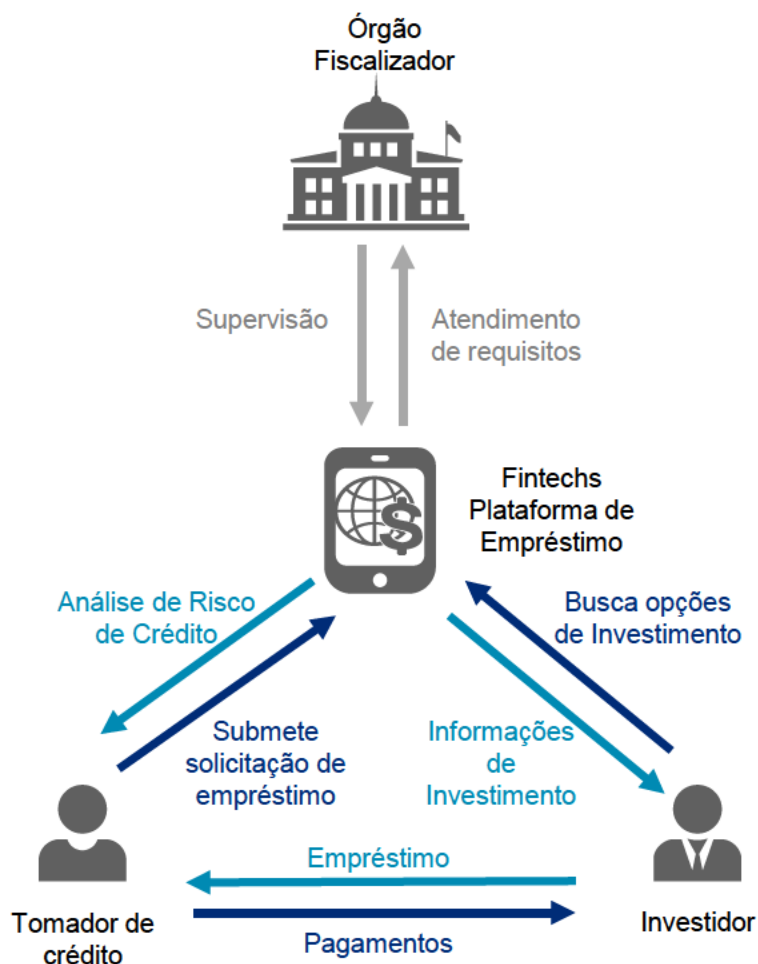 Órgão
Fiscalizador
Supervisão
Atendimento
de requisitos
Fintechs
Plataforma de
Empréstimo
Análise de Risco
de Crédito
Busca opções
de Investimento
Submete
solicitação de
empréstimo
Informações
de
Investimento
Empréstimo
Tomador de
crédito
Pagamentos
Investidor